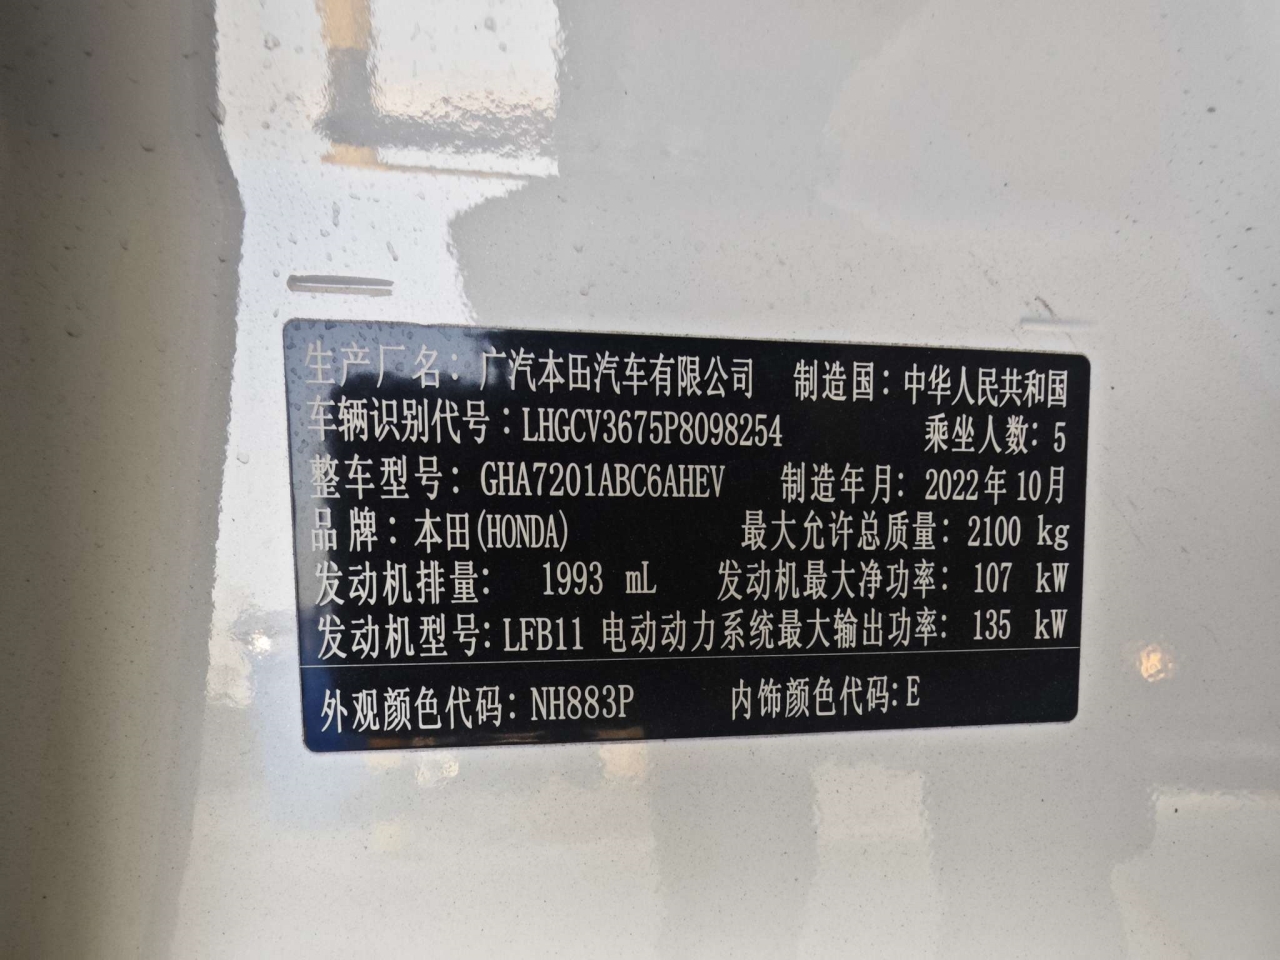 生产厂名：广汽本田汽车有限公司 制造国：中华人民共和国
车辆识别代号：LHGCV3675P8098254 乘坐人数：5
整车型号：GHA7201ABC6AHEV 制造年月：2022年10月
品牌：本田(HONDA) 最大允许总质量：2100 kg
发动机排量： 1993 mL 发动机最大净功率：107 kW
发动机型号：LFB11 电动动力系统最大输出功率：135 kW
外观颜色代码：NH883P 内饰颜色代码：E